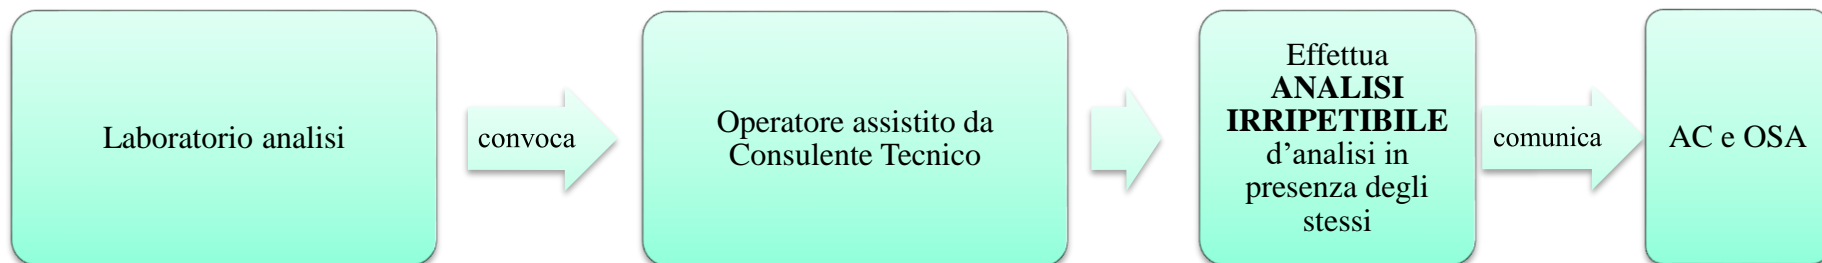 Laboratorio analisi
convoca
Operatore assistito da
Consulente Tecnico
Effettua
ANALISI
IRRIPETIBILE
d'analisi in
presenza degli
stessi
comunica
AC e OSA